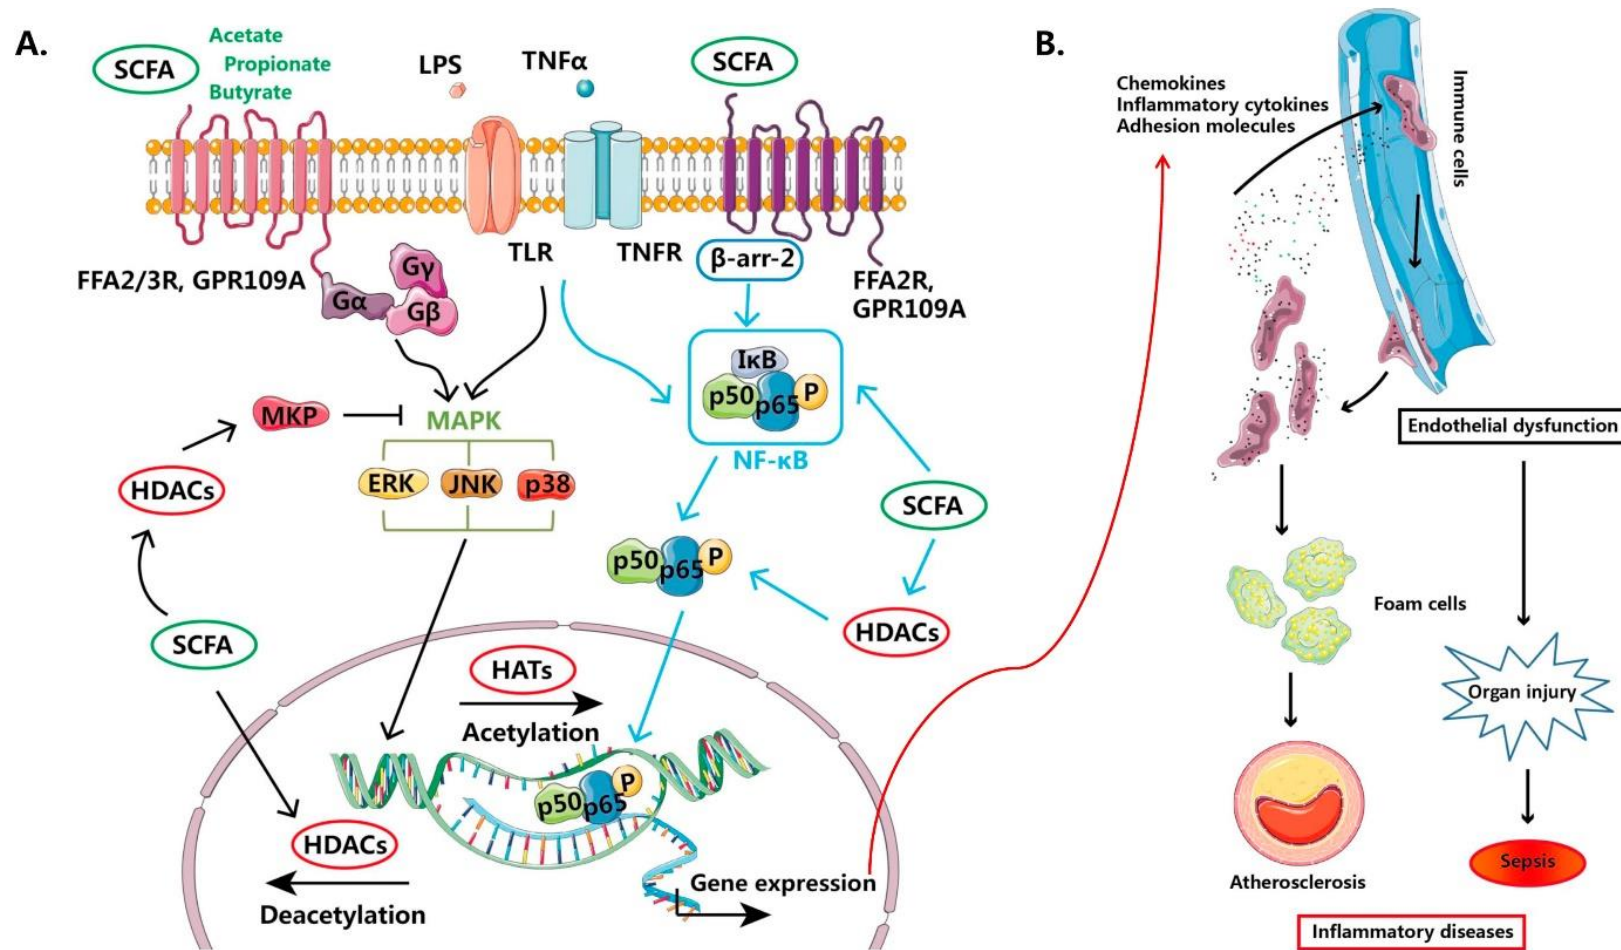 A.
SCFA
Acetate
Propionate
Butyrate
LPS
TNFα
SCFA
FFA2/3R, GPR109A
Gα
Gγ
Gβ
TLR
TNFR
β-arr-2
FFA2R,
GPR109A
IκB
p50
p65
P
NF-κB
MKP
MAPK
ERK
JNK
p38
HDACs
SCFA
SCFA
p50
p65
P
HDACs
HATs
Acetylation
p50
p65
P
HDACs
Deacetylation
Gene expression
B.
Chemokines
Inflammatory cytokines
Adhesion molecules
Immune cells
Endothelial dysfunction
Foam cells
Organ injury
Atherosclerosis
Sepsis
Inflammatory diseases